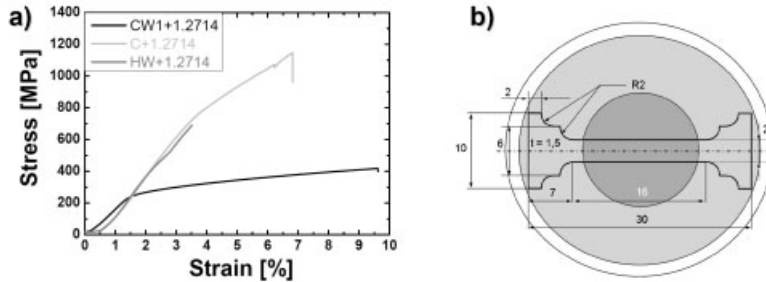 a)
Stress [MPa]
1400
1200
1000
800
600
400
200
0
CW1+1.2714
C+1.2714
HW+1.2714
0 1 2 3 4 5 6 7 8 9 10
Strain [%]
b)
2
R2
10
6
t = 1,5
2
7
16
30